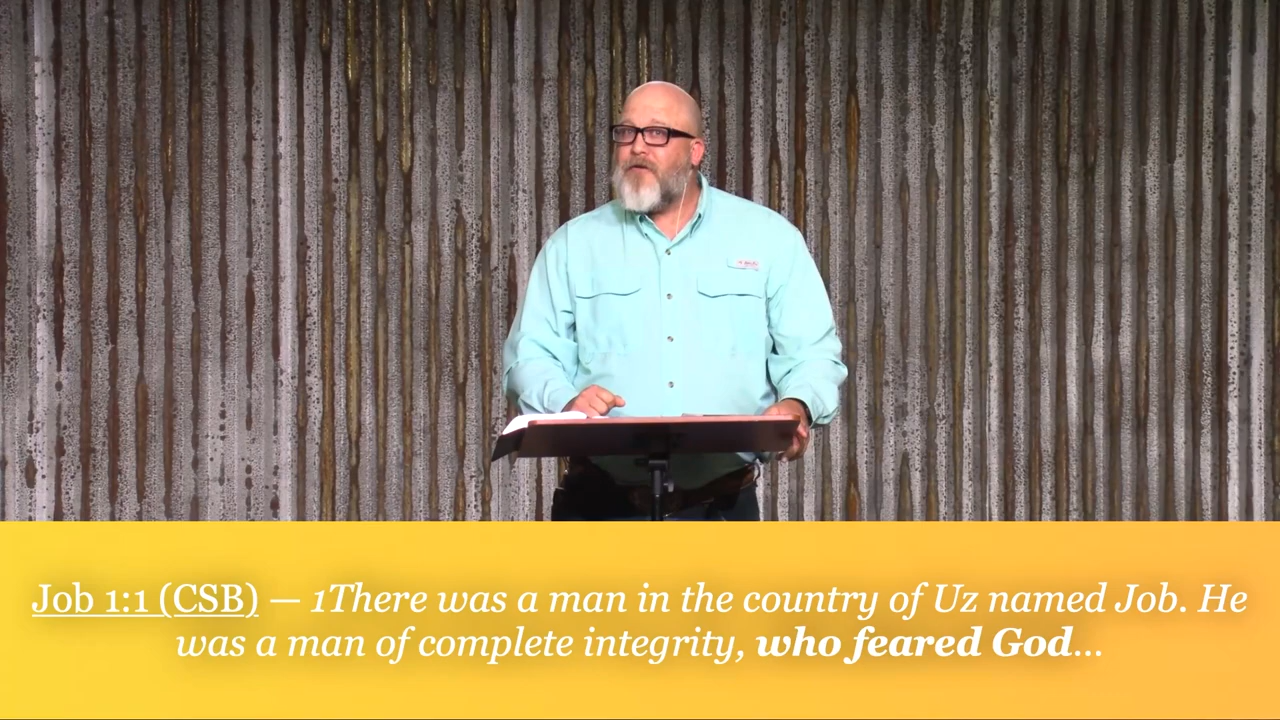 Job 1:1 (CSB) — 1There was a man in the country of Uz named Job. He
was a man of complete integrity, who feared God...